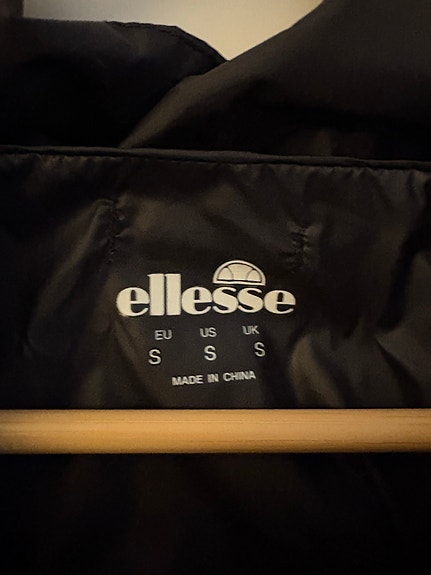 ellesse
EU US UK
S S S
MADE IN CHINA